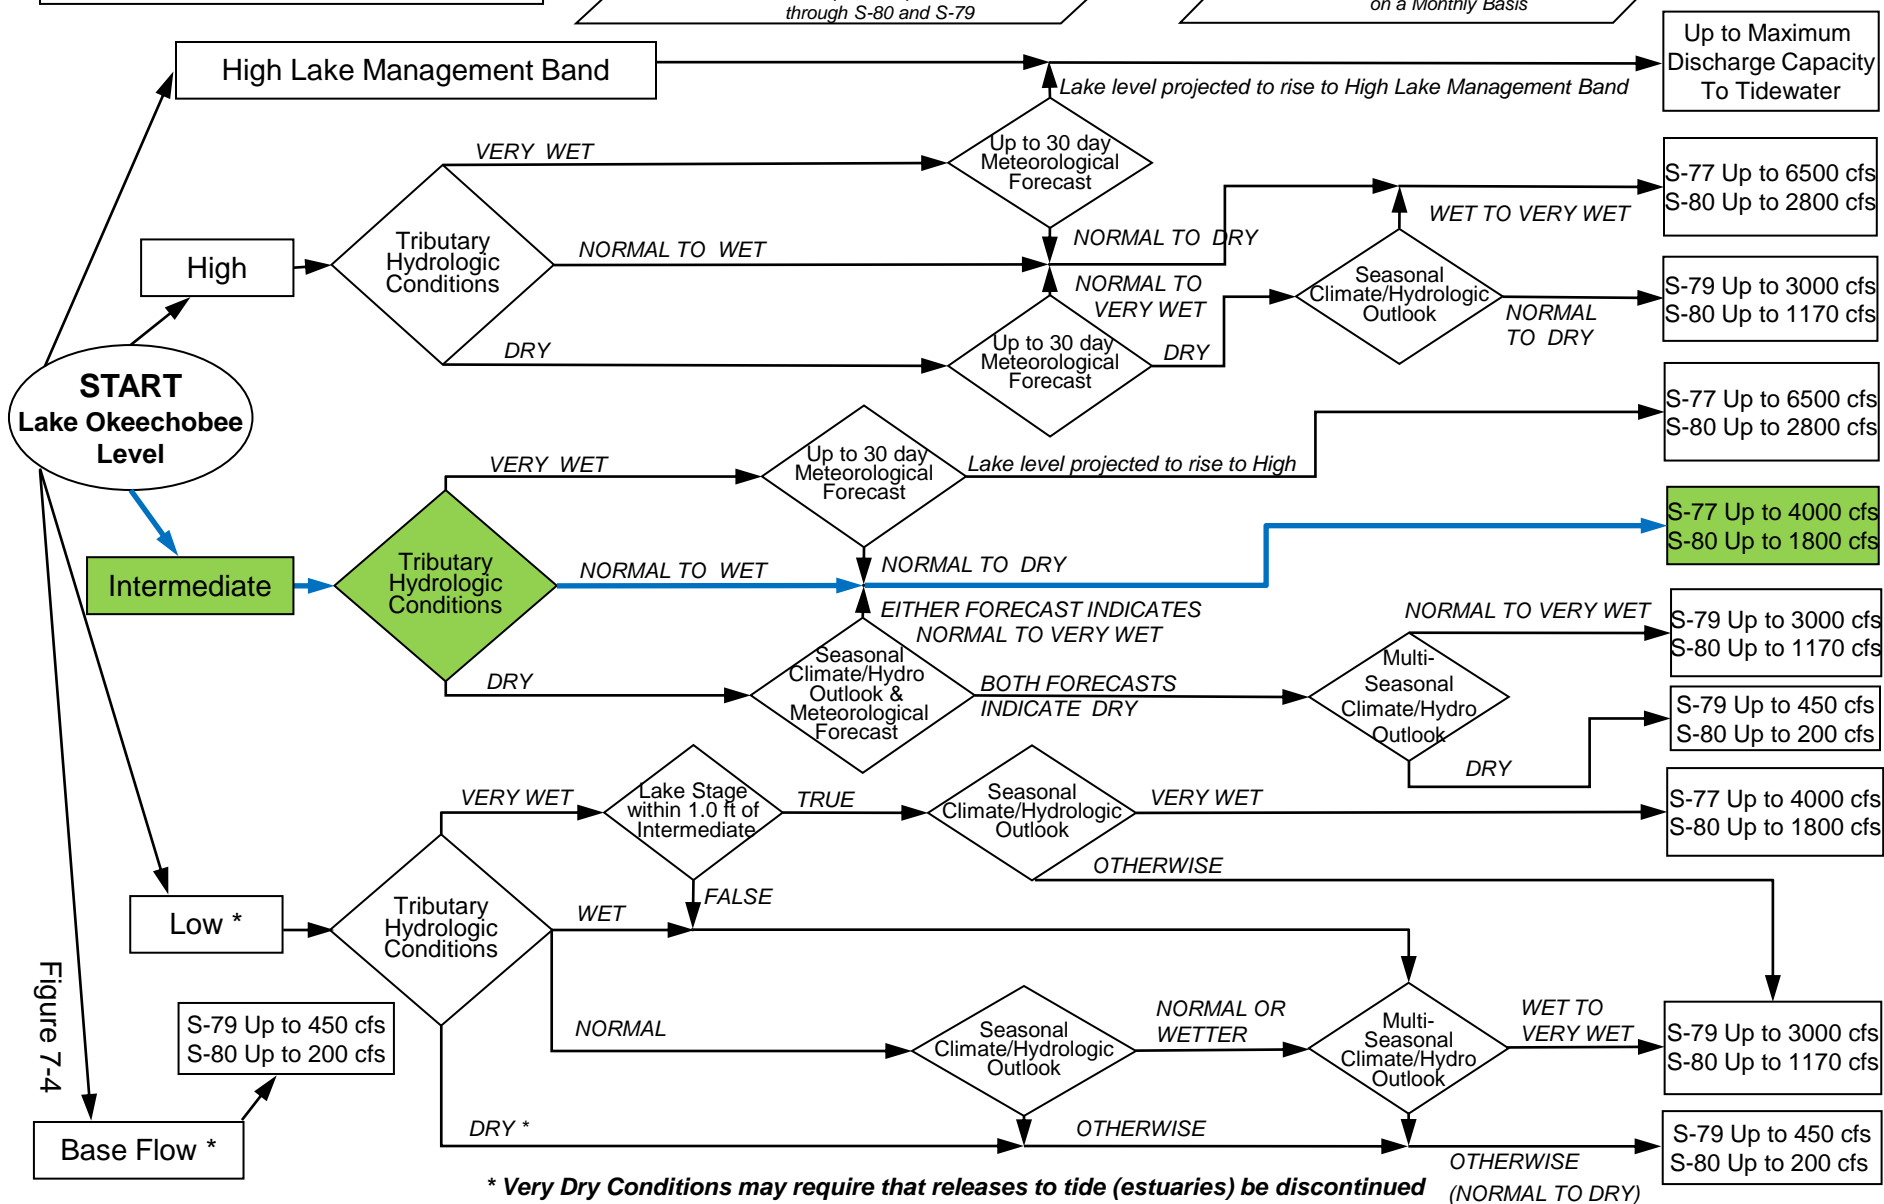 through S-80 and S-79
on a Monthly Basis
Up to Maximum
Discharge Capacity
To Tidewater
High Lake Management Band
Lake level projected to rise to High Lake Management Band
VERY WET
Up to 30 day
Meteorological
Forecast
S-77 Up to 6500 cfs
S-80 Up to 2800 cfs
WET TO VERY WET
Tributary
Hydrologic
Conditions
NORMAL TO WET
NORMAL TO DRY
High
Seasonal
Climate/Hydrologic
Outlook
NORMAL TO
VERY WET
NORMAL
TO DRY
S-79 Up to 3000 cfs
S-80 Up to 1170 cfs
DRY
Up to 30 day
Meteorological
Forecast
DRY
START
Lake Okeechobee
Level
S-77 Up to 6500 cfs
S-80 Up to 2800 cfs
VERY WET
Up to 30 day
Meteorological
Forecast
Lake level projected to rise to High
S-77 Up to 4000 cfs
S-80 Up to 1800 cfs
Intermediate
Tributary
Hydrologic
Conditions
NORMAL TO WET
NORMAL TO DRY
EITHER FORECAST INDICATES
NORMAL TO VERY WET
NORMAL TO VERY WET
S-79 Up to 3000 cfs
S-80 Up to 1170 cfs
DRY
Seasonal
Climate/Hydro
Outlook &
Meteorological
Forecast
BOTH FORECASTS
INDICATE DRY
Multi-
Seasonal
Climate/Hydro
Outlook
S-79 Up to 450 cfs
S-80 Up to 200 cfs
DRY
VERY WET
Lake Stage
within 1.0 ft of
Intermediate
TRUE
Seasonal
Climate/Hydrologic
Outlook
VERY WET
S-77 Up to 4000 cfs
S-80 Up to 1800 cfs
OTHERWISE
FALSE
Low *
Tributary
Hydrologic
Conditions
WET
Figure 7-4
S-79 Up to 450 cfs
S-80 Up to 200 cfs
NORMAL
Seasonal
Climate/Hydrologic
Outlook
NORMAL OR
WETTER
Multi-
Seasonal
Climate/Hydro
Outlook
WET TO
VERY WET
S-79 Up to 3000 cfs
S-80 Up to 1170 cfs
Base Flow *
DRY *
OTHERWISE
OTHERWISE
(NORMAL TO DRY)
S-79 Up to 450 cfs
S-80 Up to 200 cfs
* Very Dry Conditions may require that releases to tide (estuaries) be discontinued